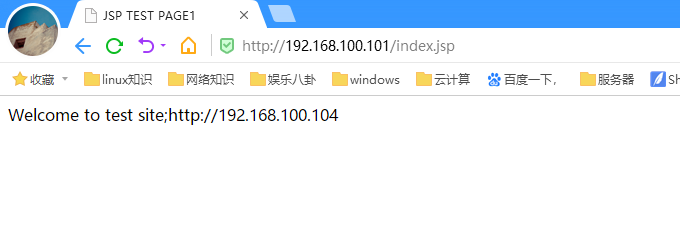 JSP TEST PAGE1
http://192.168.100.101/index.jsp
收藏 linux知识 网络知识 娱乐八卦 windows 云计算 百度一下， 服务器 Sh
Welcome to test site;http://192.168.100.104